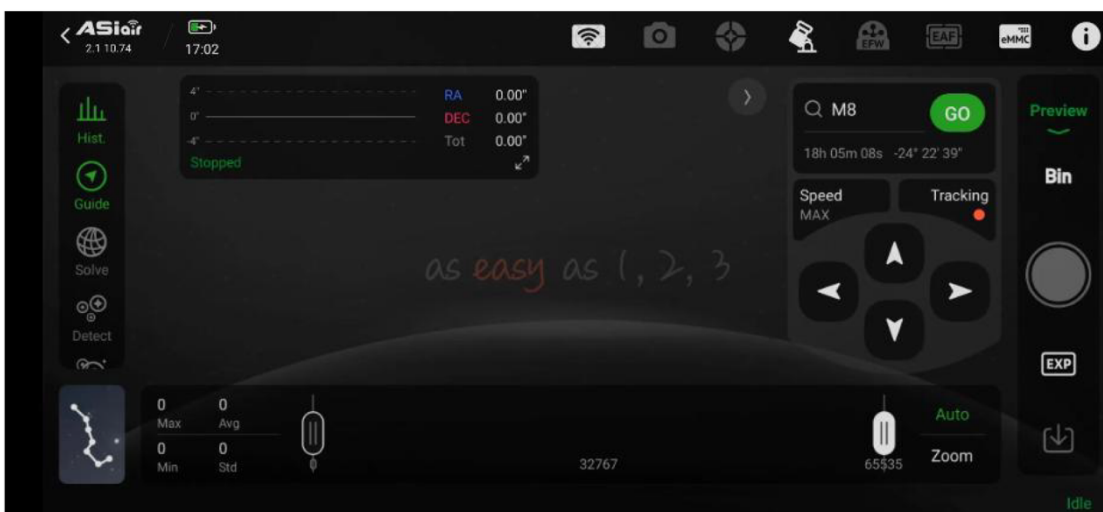 ASiair
2.1 10.74
17:02
EFW
EAF
eMMC
i
Hist.
Guide
Solve
Detect
4"
0"
-4"
RA 0.00"
DEC 0.00"
Tot 0.00"
Stopped
M8
GO
18h 05m 08s -24° 22' 39"
Speed
MAX
Tracking
Preview
Bin
EXP
as easy as 1, 2, 3
0 0
Max Avg
0 0
Min Std
0
32767
65535
Auto
Zoom
Idle